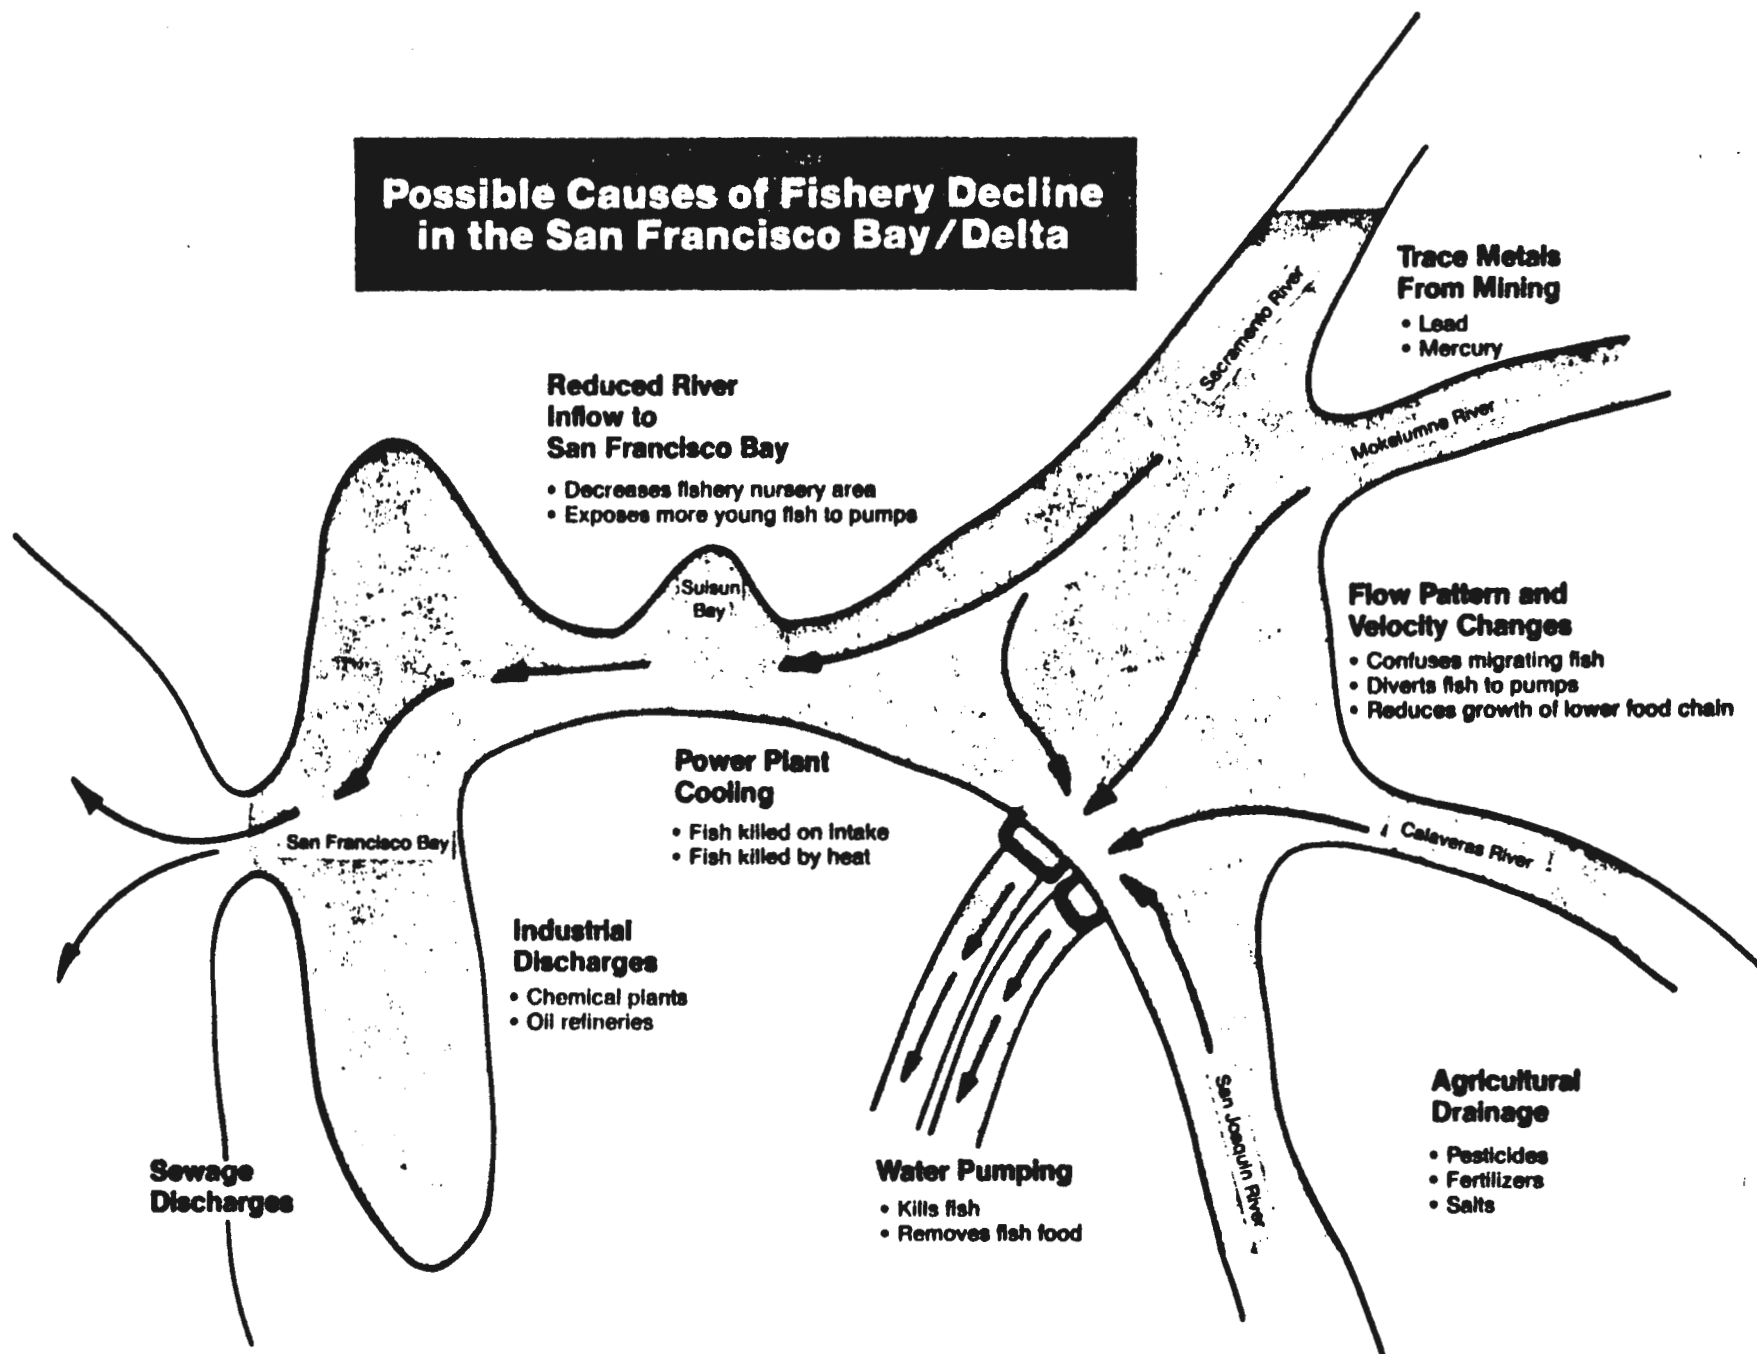 Possible Causes of Fishery Decline
in the San Francisco Bay/Delta
Trace Metals
From Mining
• Lead
• Mercury
Sacramento River
Mokelumne River
Reduced River
Inflow to
San Francisco Bay
• Decreases fishery nursery area
• Exposes more young fish to pumps
Suisun
Bay
Flow Pattern and
Velocity Changes
• Confuses migrating fish
• Diverts fish to pumps
• Reduces growth of lower food chain
Power Plant
Cooling
• Fish killed on intake
• Fish killed by heat
San Francisco Bay
Calaveras River
Industrial
Discharges
• Chemical plants
• Oil refineries
San Joaquin River
Agricultural
Drainage
• Pesticides
• Fertilizers
• Salts
Sewage
Discharges
Water Pumping
• Kills fish
• Removes fish food